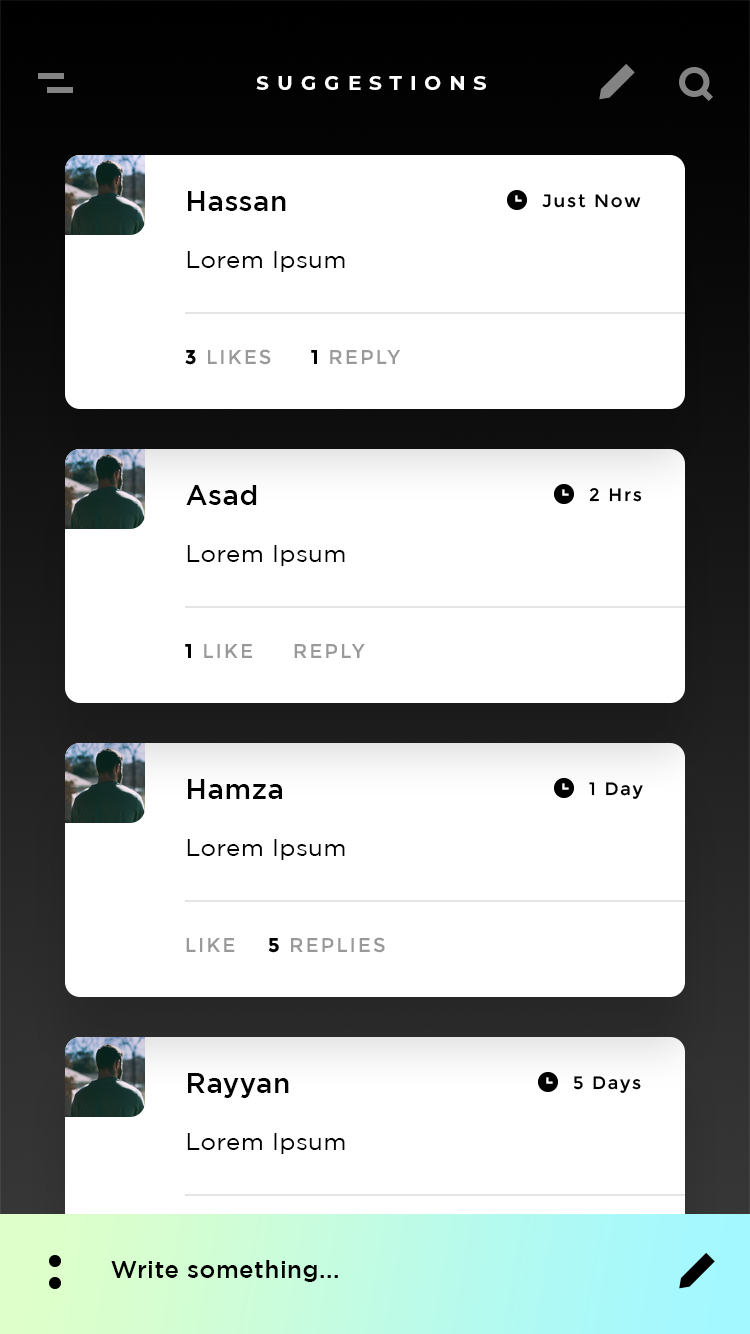 SUGGESTIONS
Hassan Just Now
Lorem Ipsum
3 LIKES 1 REPLY
Asad 2 Hrs
Lorem Ipsum
1 LIKE REPLY
Hamza 1 Day
Lorem Ipsum
LIKE 5 REPLIES
Rayyan 5 Days
Lorem Ipsum
Write something...